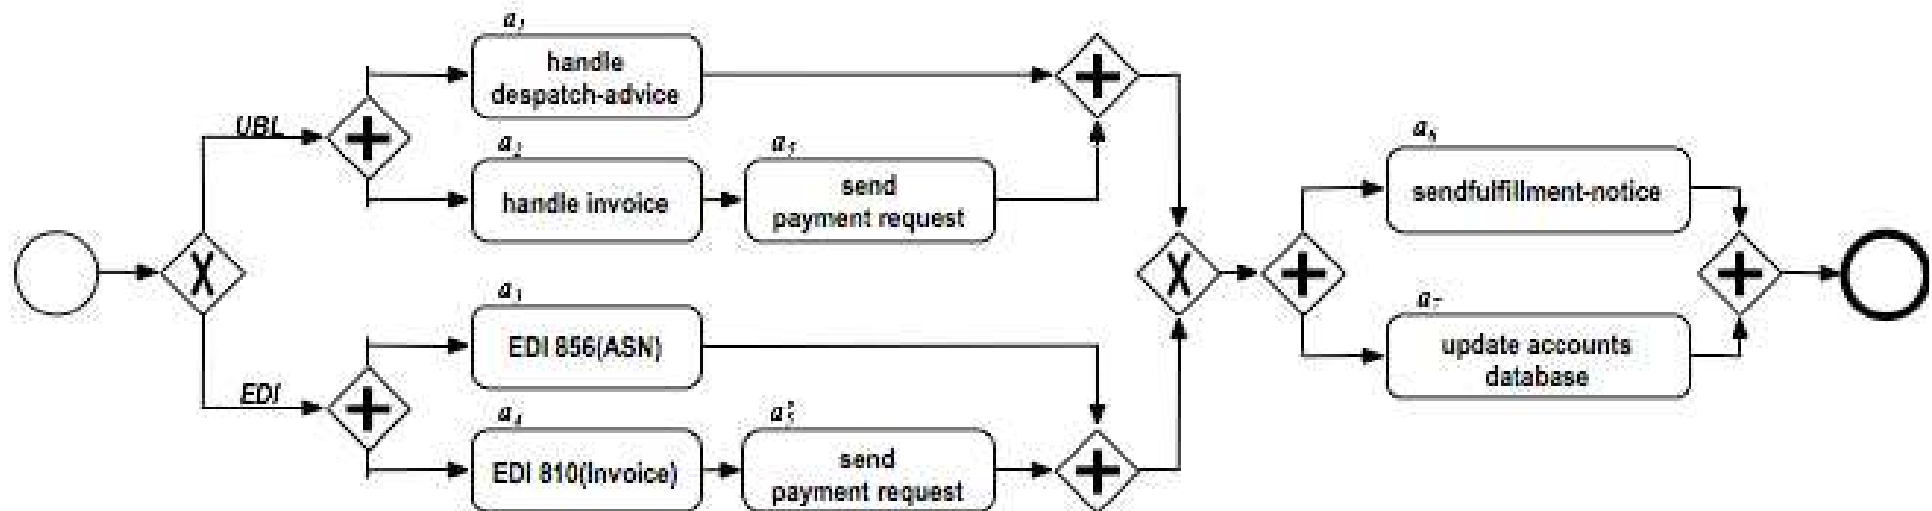 a₁
handle
despatch-advice
UBL
a₂
handle invoice
a₅
send
payment request
a₆
sendfulfillment-notice
X
X
a₃
EDI 856(ASN)
a₇
update accounts
database
EDI
a₄
EDI 810(Invoice)
send
payment request